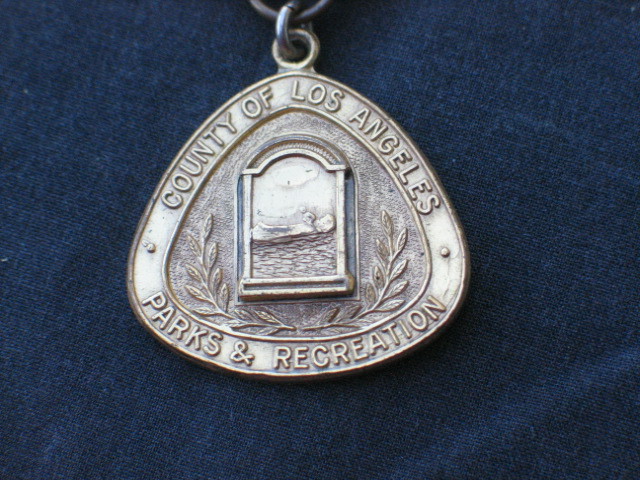 COUNTY OF LOS ANGELES
PARKS & RECREATION